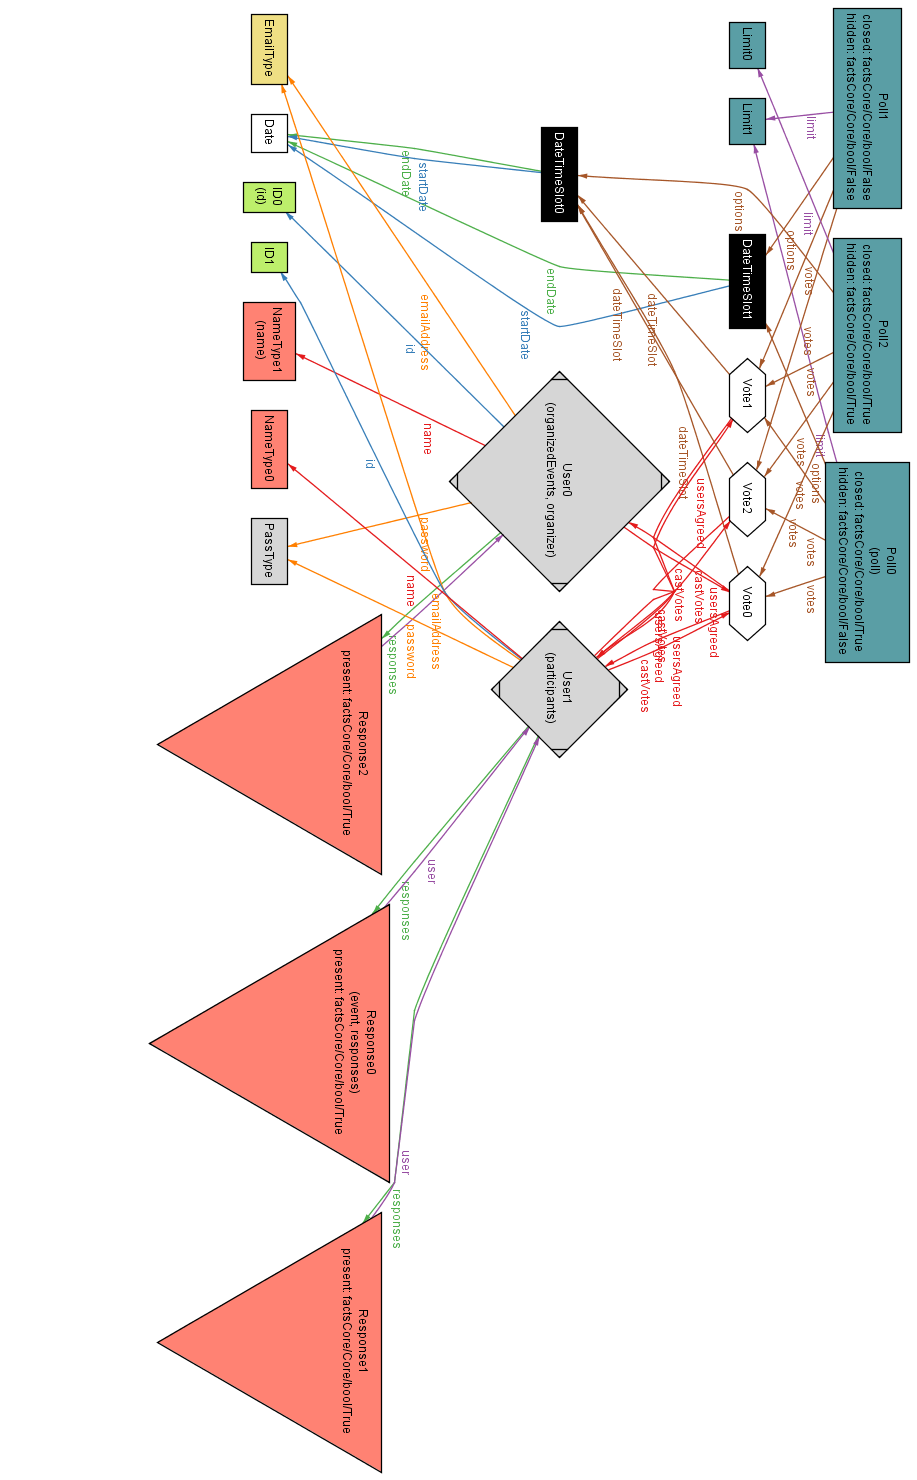 Poll1
closed: factsCore/Core/bool/False
hidden: factsCore/Core/bool/False
Poll2
closed: factsCore/Core/bool/True
hidden: factsCore/Core/bool/True
Poll0
(poll)
closed: factsCore/Core/bool/True
hidden: factsCore/Core/bool/False
limit
limit
limit
options
options
options
votes
votes
votes
votes
votes
votes
votes
votes
votes
Limit0
Limit1
DateTimeSlot1
Vote1
Vote2
Vote0
dateTimeSlot
dateTimeSlot
dateTimeSlot
usersAgreed
usersAgreed
usersAgreed
usersAgreed
castVotes
castVotes
castVotes
castVotes
DateTimeSlot0
User0
(organizedEvents, organizer)
User1
(participants)
endDate
startDate
endDate
startDate
emailAddress
id
name
password
emailAddress
id
name
password
responses
user
responses
user
responses
EmailType
Date
ID0
(id)
ID1
NameType1
(name)
NameType0
PassType
Response2
present: factsCore/Core/bool/True
Response0
(event, responses)
present: factsCore/Core/bool/True
Response1
present: factsCore/Core/bool/True